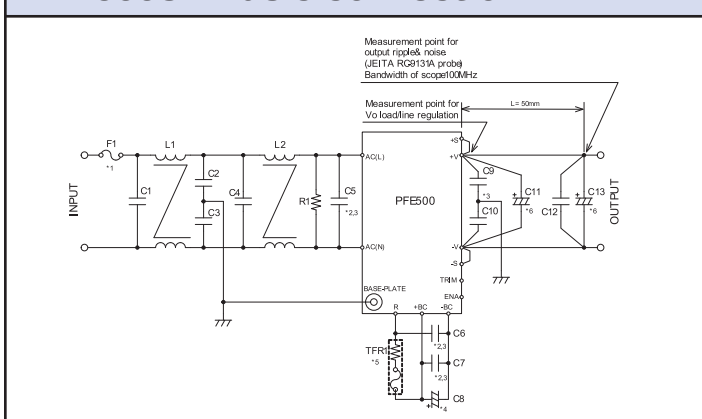 Measurement point for
output ripple& noise.
(JEITA RC9131A probe)
Bandwidth of scope100MHz
Measurement point for
Vo load/line regulation
L= 50mm
F1
*1
L1
L2
C1
C2
C3
C4
R1
C5
*2,3
INPUT
AC(L)
AC(N)
PFE500
BASE-PLATE
+S
+V
-V
-S
TRIM
ENA
R
+BC
-BC
C9
*3
C10
C11
*6
C12
C13
*6
OUTPUT
C6
*2,3
C7
*2,3
C8
*4
TFR1
*5